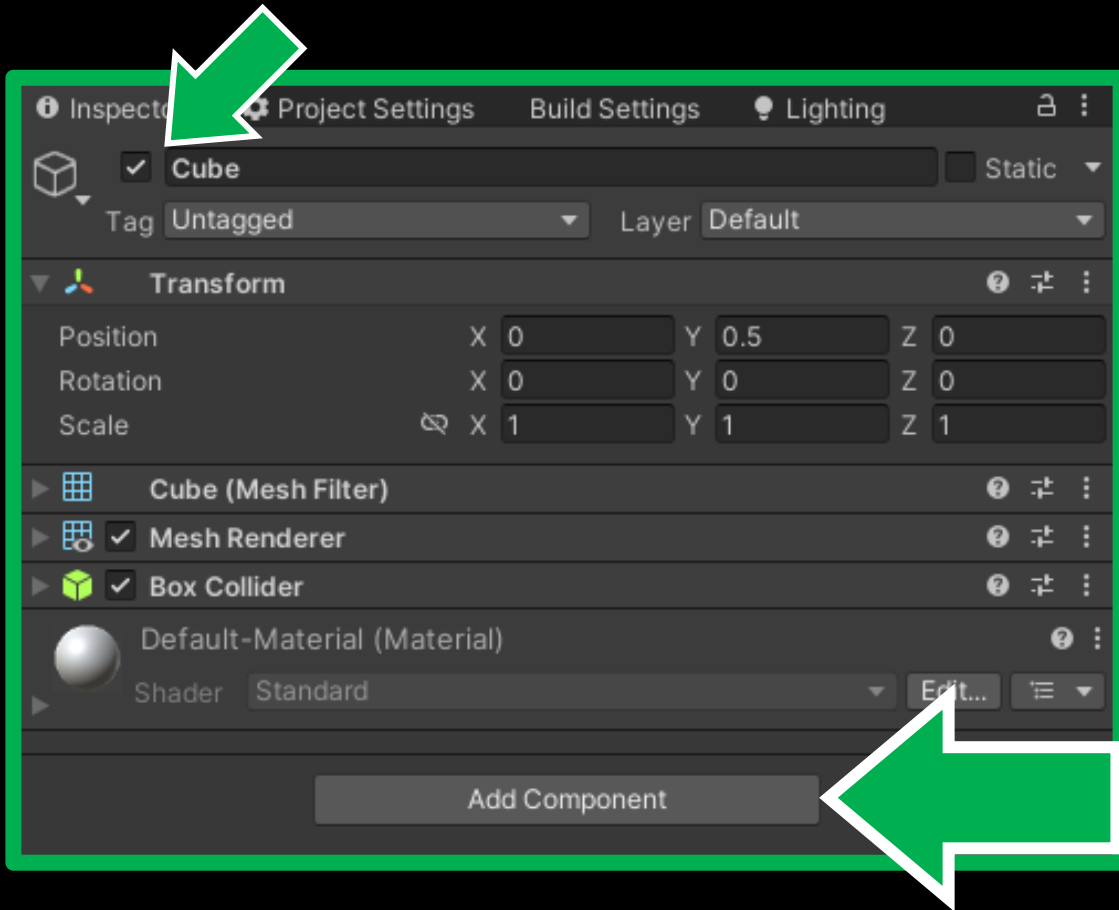 Inspecto Project Settings Build Settings Lighting
Cube Static
Tag Untagged Layer Default
Transform
Position X 0 Y 0.5 Z 0
Rotation X 0 Y 0 Z 0
Scale X 1 Y 1 Z 1
Cube (Mesh Filter)
Mesh Renderer
Box Collider
Default-Material (Material)
Shader Standard Edit...
Add Component